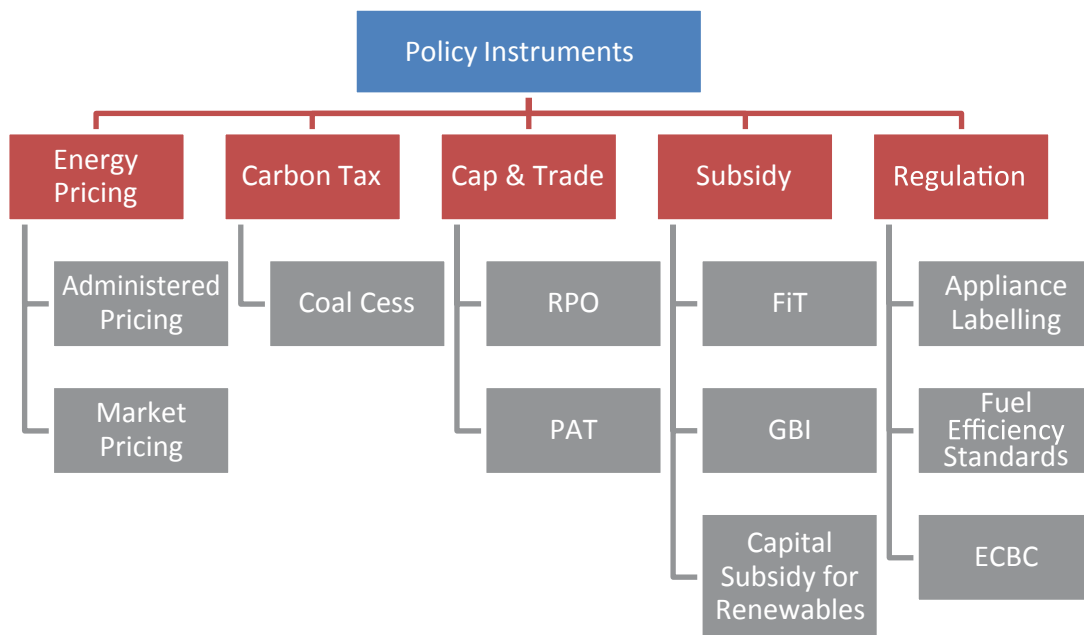 Policy Instruments
Energy
Pricing
Carbon Tax
Cap & Trade
Subsidy
Regulation
Administered
Pricing
Coal Cess
RPO
FiT
Appliance
Labelling
Market
Pricing
PAT
GBI
Fuel
Efficiency
Standards
Capital
Subsidy for
Renewables
ECBC